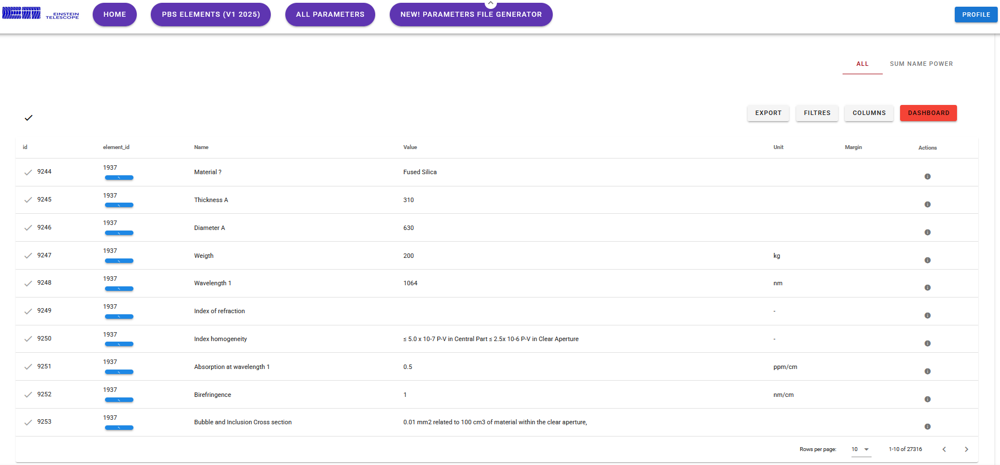 EINSTEIN
TELESCOPE
HOME
PBS ELEMENTS (V1 2025)
ALL PARAMETERS
NEW! PARAMETERS FILE GENERATOR
PROFILE
ALL
SUM NAME POWER
EXPORT
FILTRES
COLUMNS
DASHBOARD
id element_id Name Value Unit Margin Actions
9244 1937 Material ? Fused Silica
9245 1937 Thickness A 310
9246 1937 Diameter A 630
9247 1937 Weigth 200 kg
9248 1937 Wavelength 1 1064 nm
9249 1937 Index of refraction -
9250 1937 Index homogeneity ≤ 5.0 x 10-7 P-V in Central Part ≤ 2.5x 10-6 P-V in Clear Aperture -
9251 1937 Absorption at wavelength 1 0.5 ppm/cm
9252 1937 Birefringence 1 nm/cm
9253 1937 Bubble and Inclusion Cross section 0.01 mm2 related to 100 cm3 of material within the clear aperture,
Rows per page: 10 1-10 of 27316